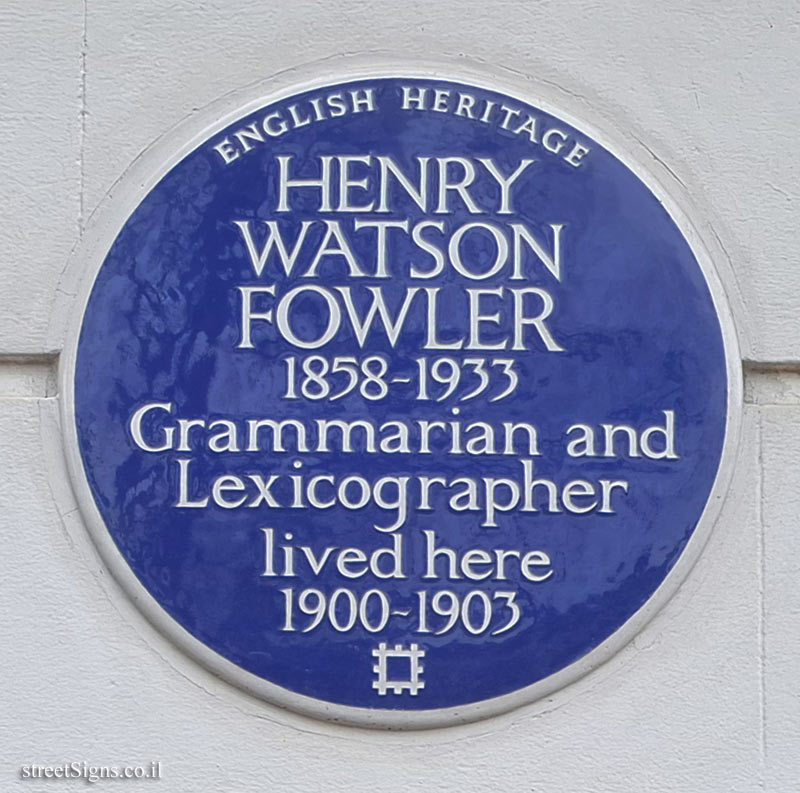 ENGLISH HERITAGE
HENRY
WATSON
FOWLER
1858-1933
Grammarian and
Lexicographer
lived here
1900-1903
streetSigns.co.il